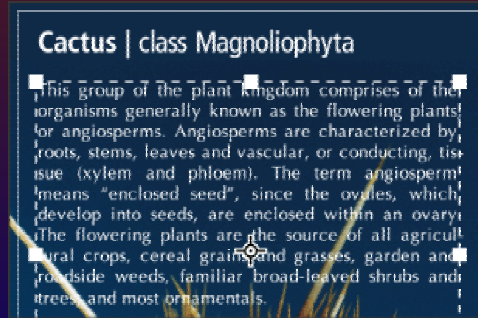 Cactus | class Magnoliophyta
This group of the plant kingdom comprises of the
organisms generally known as the flowering plants
or angiosperms. Angiosperms are characterized by
roots, stems, leaves and vascular, or conducting, tis-
sue (xylem and phloem). The term angiosperm
means “enclosed seed”, since the ovules, which
develop into seeds, are enclosed within an ovary.
The flowering plants are the source of all agricul-
tural crops, cereal grains and grasses, garden and
roadside weeds, familiar broad-leaved shrubs and
trees, and most ornamentals.